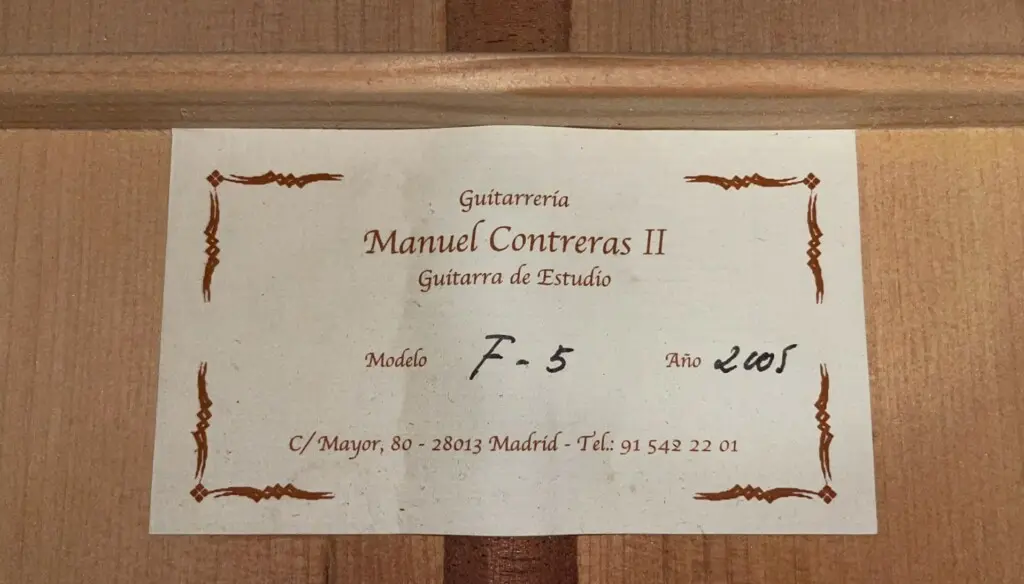 Guitarrería
Manuel Contreras II
Guitarra de Estudio
Modelo F-5 Año 2005
C/ Mayor, 80 - 28013 Madrid - Tel.: 91 542 22 01